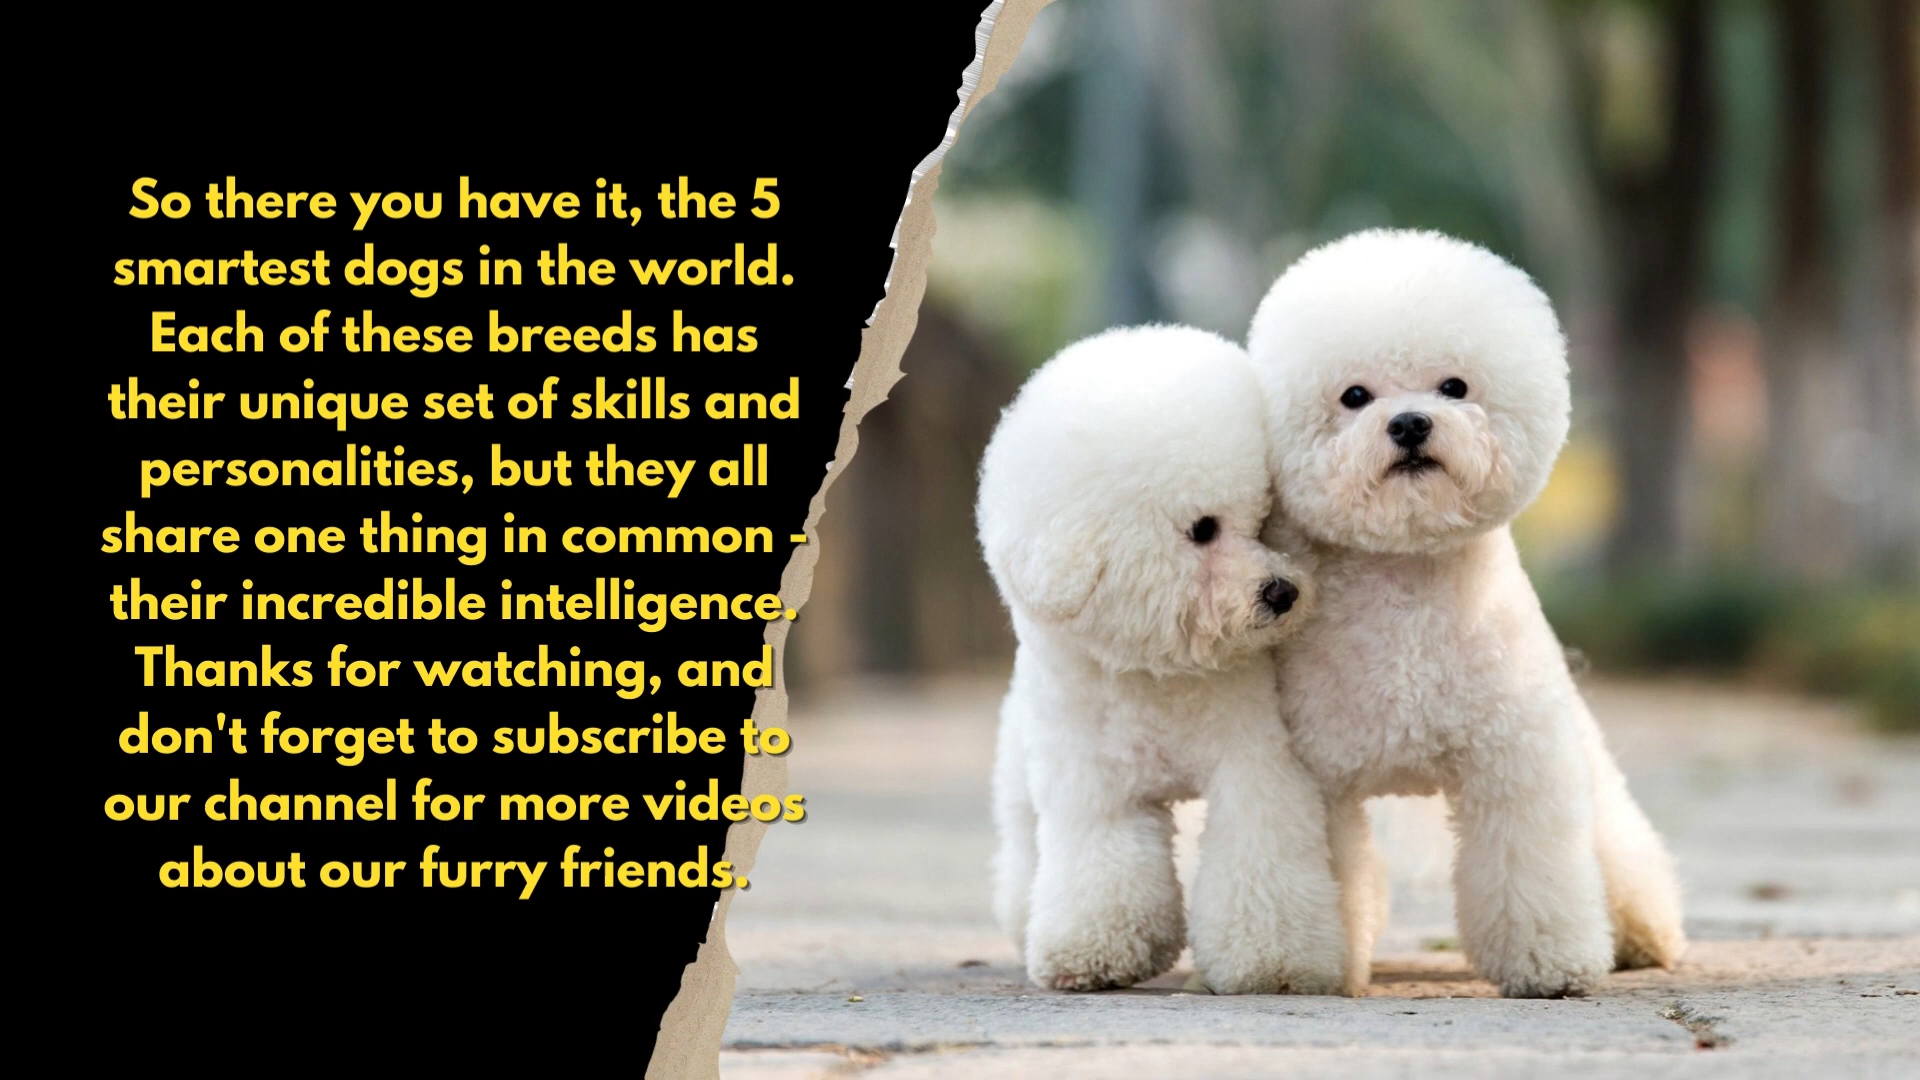 So there you have it, the 5
smartest dogs in the world.
Each of these breeds has
their unique set of skills and
personalities, but they all
share one thing in common -
their incredible intelligence.
Thanks for watching, and
don't forget to subscribe to
our channel for more videos
about our furry friends.